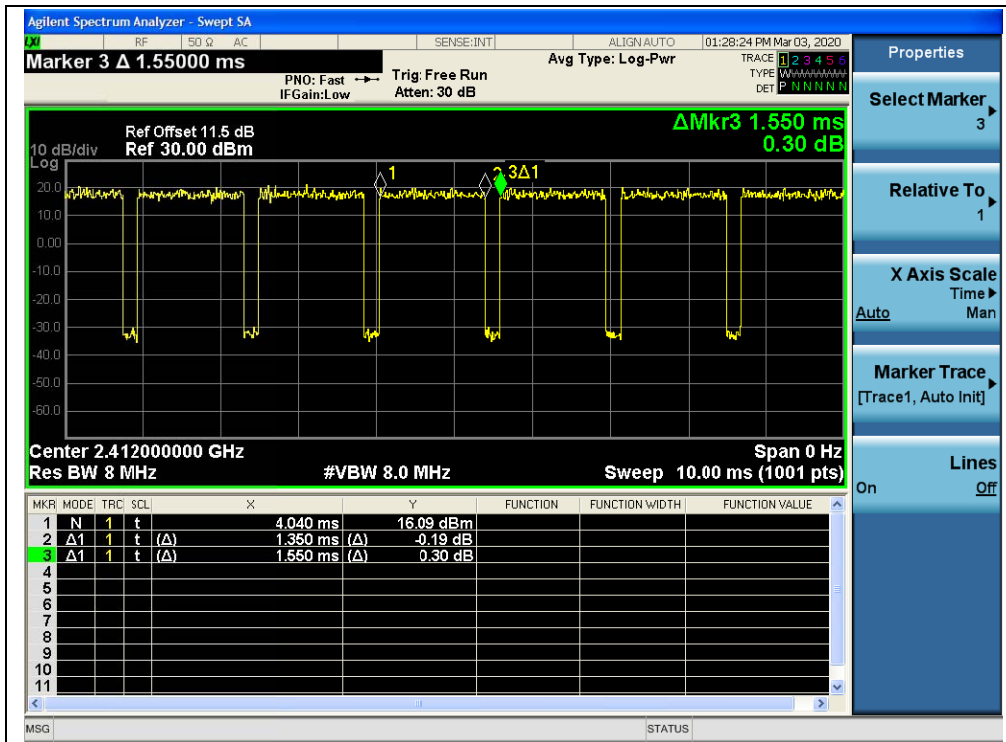 Agilent Spectrum Analyzer - Swept SA
LXI RF 50 Ω AC SENSE:INT ALIGN AUTO 01:28:24 PM Mar 03, 2020
Marker 3 Δ 1.55000 ms
PNO: Fast
IFGain:Low
Trig: Free Run
Atten: 30 dB
Avg Type: Log-Pwr
TRACE 1 2 3 4 5 6
TYPE
DET P N N N N N
ΔMkr3 1.550 ms
0.30 dB
Ref Offset 11.5 dB
10 dB/div Ref 30.00 dBm
Log
20.0
10.0
0.00
-10.0
-20.0
-30.0
-40.0
-50.0
-60.0
1
3Δ1
Center 2.412000000 GHz Span 0 Hz
Res BW 8 MHz #VBW 8.0 MHz Sweep 10.00 ms (1001 pts)
MKR MODE TRC SCL X Y FUNCTION FUNCTION WIDTH FUNCTION VALUE
1 N 1 t 4.040 ms 16.09 dBm
2 Δ1 1 t (Δ) 1.350 ms (Δ) -0.19 dB
3 Δ1 1 t (Δ) 1.550 ms (Δ) 0.30 dB
4
5
6
7
8
9
10
11
MSG STATUS
Properties
Select Marker
3
Relative To
1
X Axis Scale
Time
Auto Man
Marker Trace
[Trace1, Auto Init]
Lines
On Off